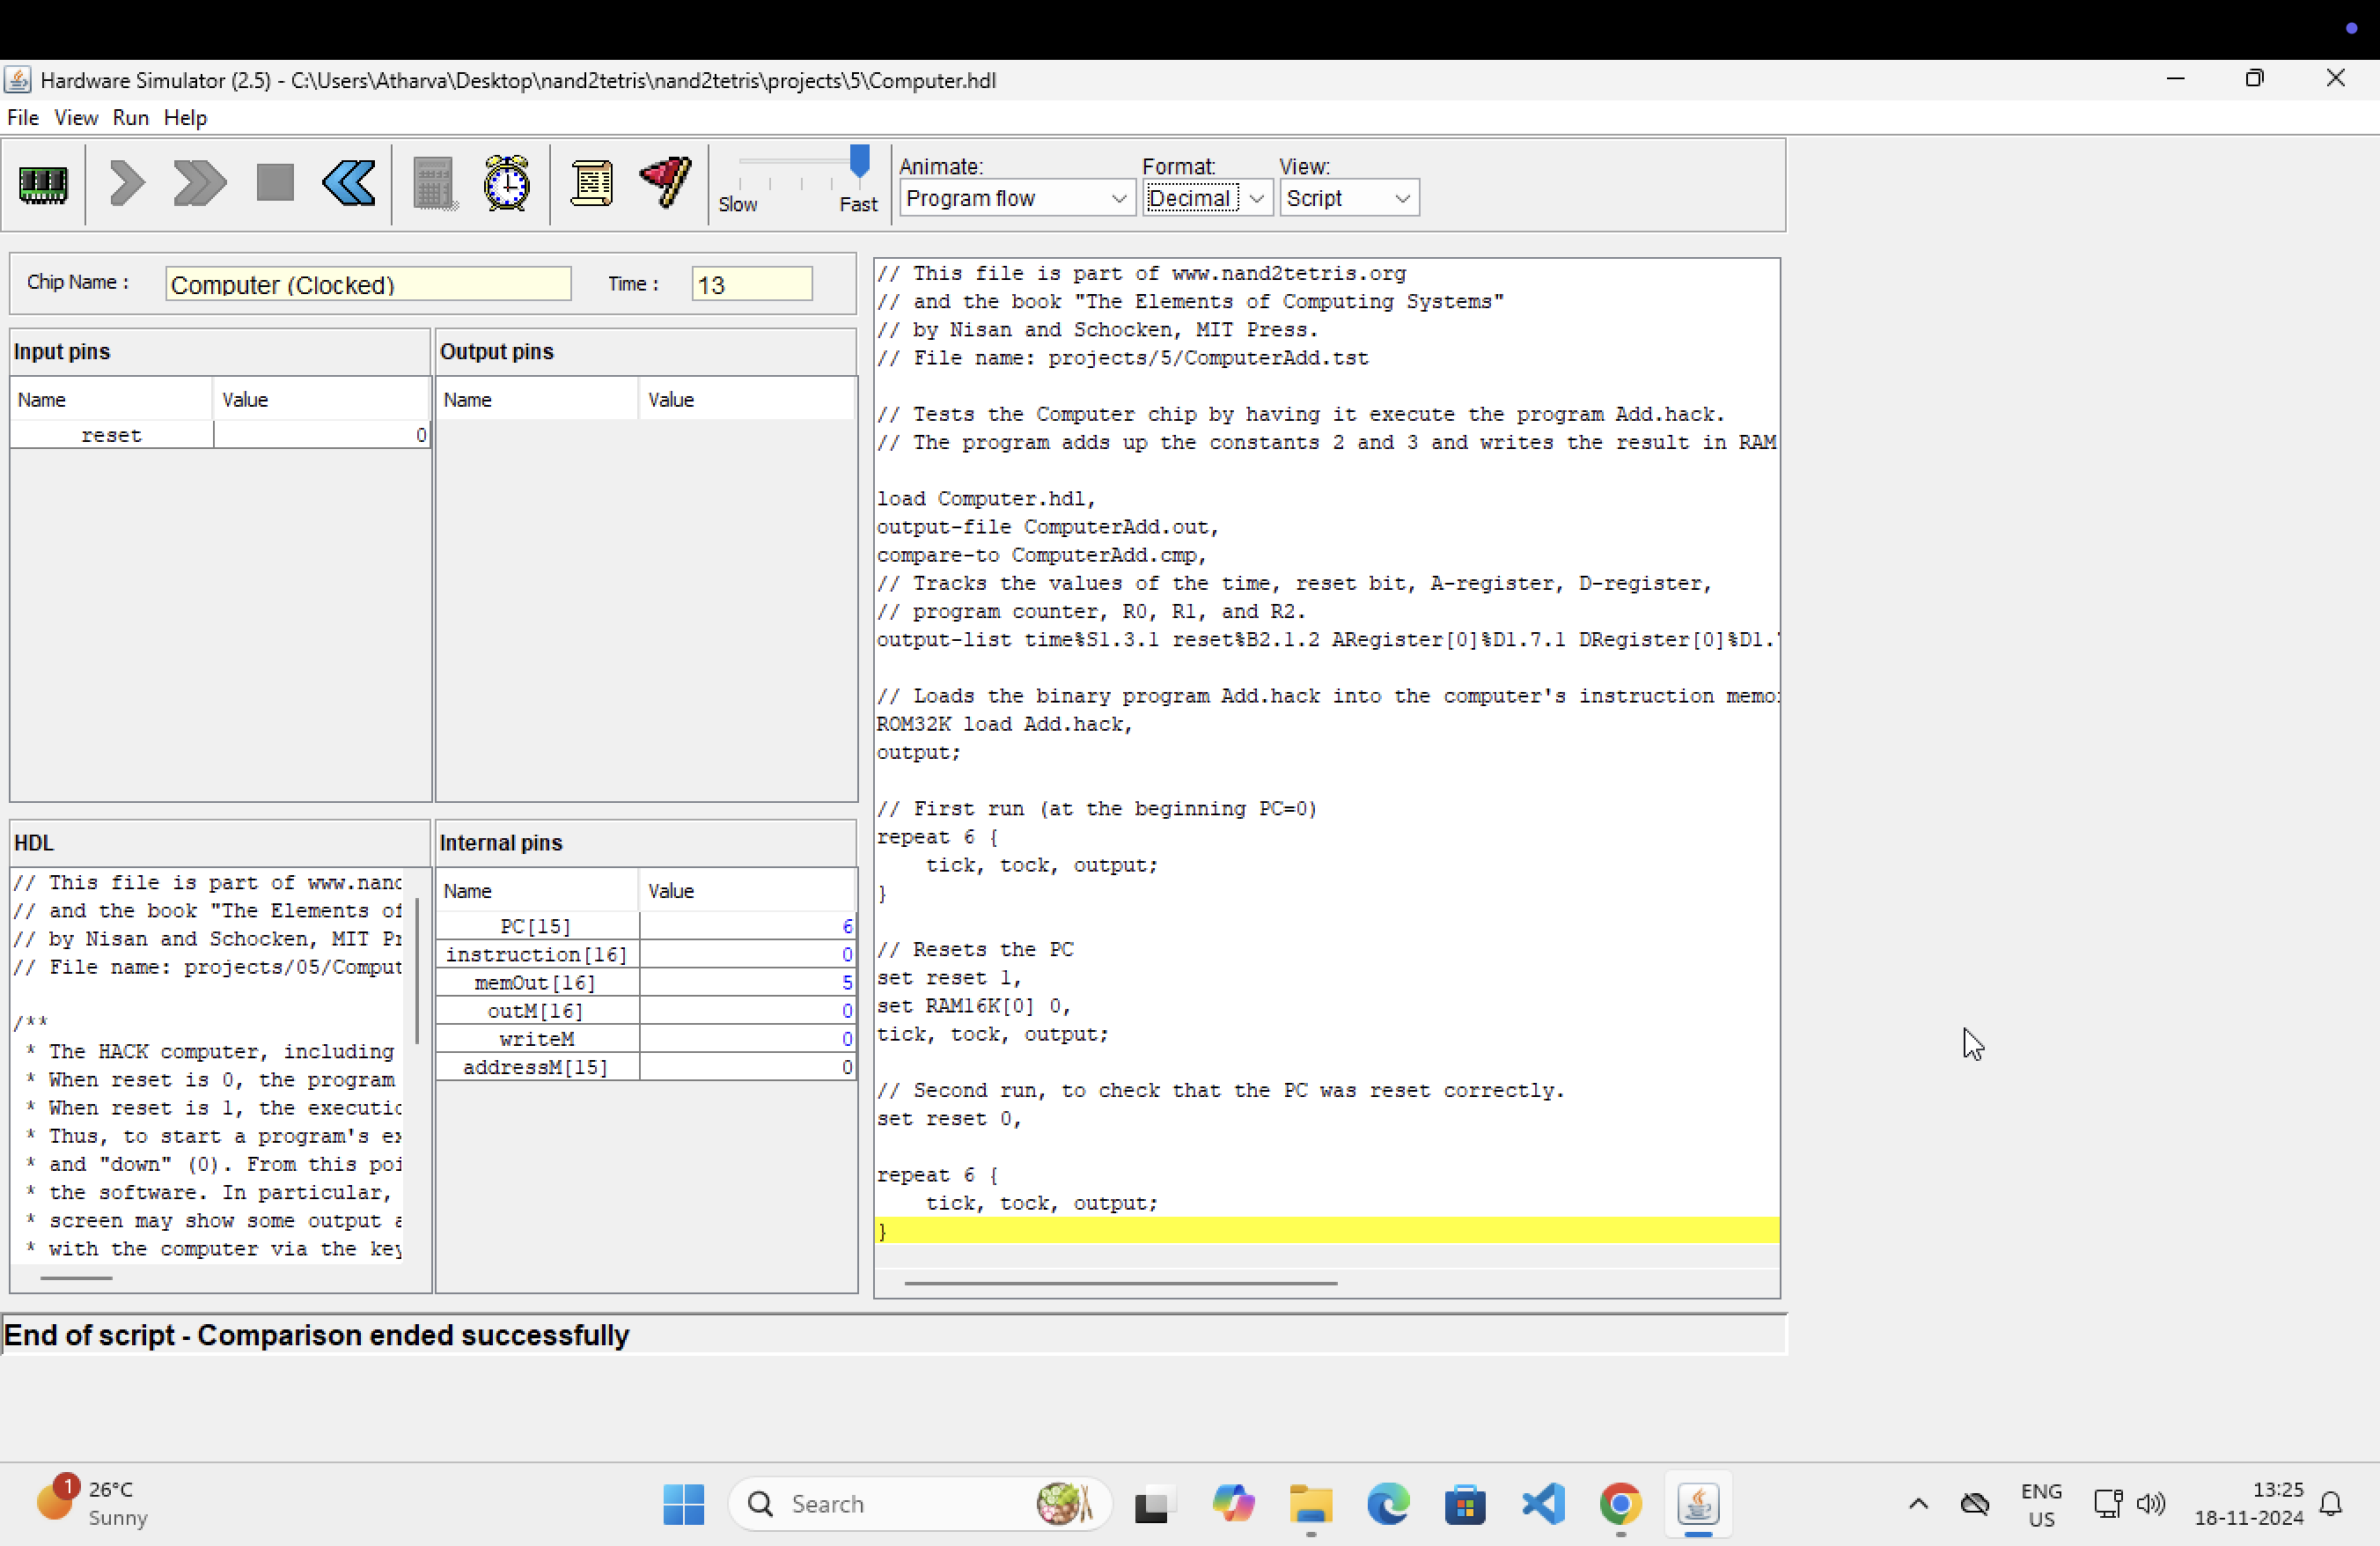 Hardware Simulator (2.5) - C:\Users\Atharva\Desktop\nand2tetris\nand2tetris\projects\5\Computer.hdl
File View Run Help
Animate: Format: View:
Slow Fast Program flow Decimal Script
Chip Name : Computer (Clocked) Time : 13
Input pins
Name Value
reset 0
Output pins
Name Value
HDL
// This file is part of www.nand
// and the book "The Elements of
// by Nisan and Schocken, MIT Pr
// File name: projects/05/Comput
/**
* The HACK computer, including
* When reset is 0, the program
* When reset is 1, the executio
* Thus, to start a program's ex
* and "down" (0). From this poi
* the software. In particular,
* screen may show some output a
* with the computer via the key
Internal pins
Name Value
PC[15] 6
instruction[16] 0
memOut[16] 5
outM[16] 0
writeM 0
addressM[15] 0
// This file is part of www.nand2tetris.org
// and the book "The Elements of Computing Systems"
// by Nisan and Schocken, MIT Press.
// File name: projects/5/ComputerAdd.tst
// Tests the Computer chip by having it execute the program Add.hack.
// The program adds up the constants 2 and 3 and writes the result in RAM
load Computer.hdl,
output-file ComputerAdd.out,
compare-to ComputerAdd.cmp,
// Tracks the values of the time, reset bit, A-register, D-register,
// program counter, R0, R1, and R2.
output-list time%S1.3.1 reset%B2.1.2 ARegister[0]%D1.7.1 DRegister[0]%D1.
// Loads the binary program Add.hack into the computer's instruction memo
ROM32K load Add.hack,
output;
// First run (at the beginning PC=0)
repeat 6 {
tick, tock, output;
}
// Resets the PC
set reset 1,
set RAM16K[0] 0,
tick, tock, output;
// Second run, to check that the PC was reset correctly.
set reset 0,
repeat 6 {
tick, tock, output;
}
End of script - Comparison ended successfully
1
26°C
Sunny
Search
ENG
US
13:25
18-11-2024